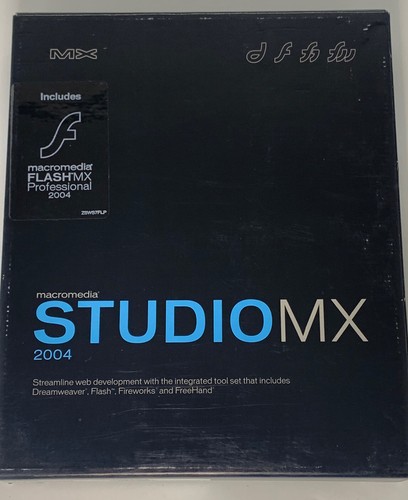 MX
Includes
macromedia®
FLASH®MX
Professional
2004
ZSW57FLP
macromedia®
STUDIOMX
2004
Streamline web development with the integrated tool set that includes
Dreamweaver®, Flash™, Fireworks® and FreeHand®